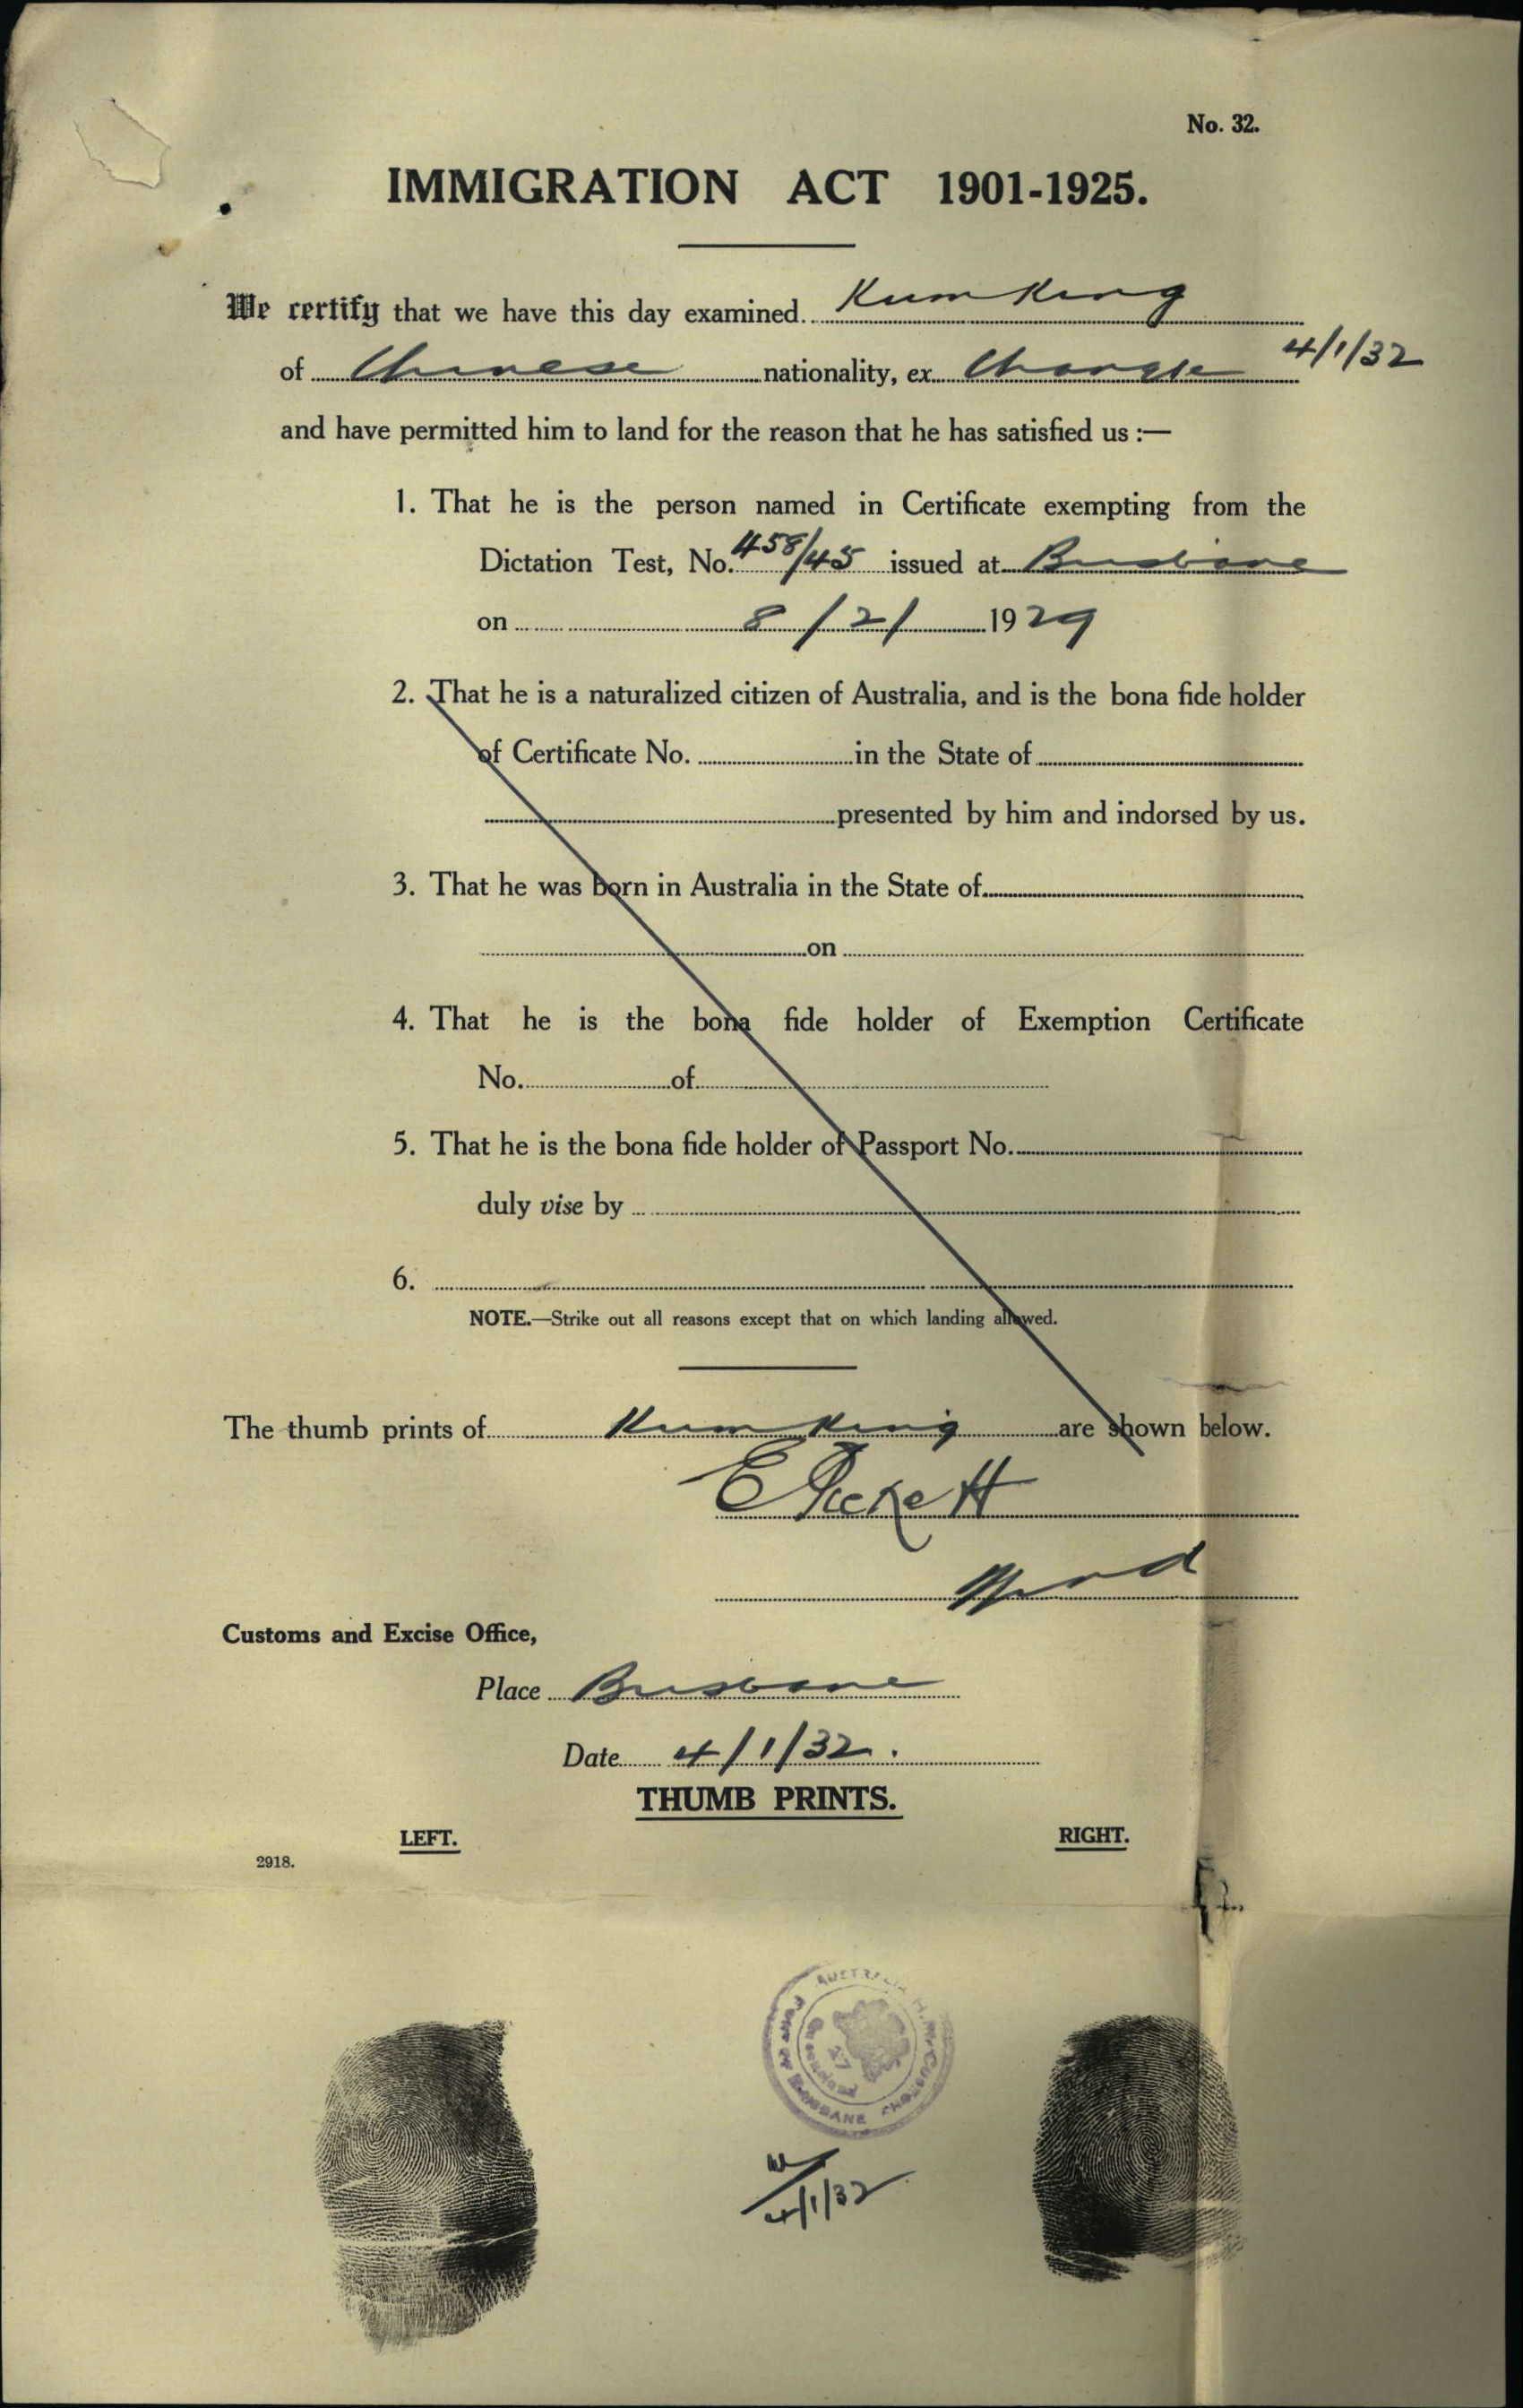 No. 32.
IMMIGRATION ACT 1901-1925.
We certify that we have this day examined Kum King
of Chinese nationality, ex Changte 4/1/32
and have permitted him to land for the reason that he has satisfied us :—
1. That he is the person named in Certificate exempting from the
Dictation Test, No. 458/45 issued at Brisbane
on 8/2/1929
2. That he is a naturalized citizen of Australia, and is the bona fide holder
of Certificate No. in the State of
presented by him and indorsed by us.
3. That he was born in Australia in the State of
on
4. That he is the bona fide holder of Exemption Certificate
No. of
5. That he is the bona fide holder of Passport No.
duly vise by
6.
NOTE.—Strike out all reasons except that on which landing allowed.
The thumb prints of Kum King are shown below.
E Pickett
Customs and Excise Office,
Place Brisbane
Date 4/1/32.
THUMB PRINTS.
LEFT. RIGHT.
2918.
AUSTRALIA H.M. CUSTOMS
PORT OF BRISBANE
Queensland
27
4/1/32